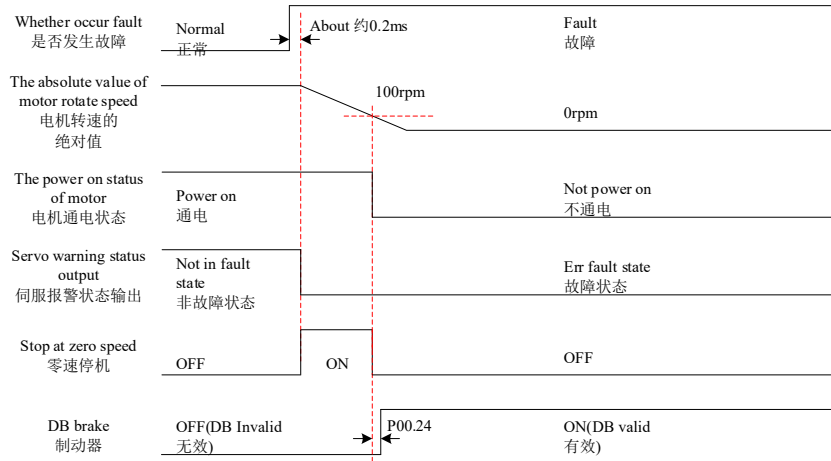 Whether occur fault
是否发生故障
Normal
正常
About 约0.2ms
Fault
故障
The absolute value of
motor rotate speed
电机转速的
绝对值
100rpm
0rpm
The power on status
of motor
电机通电状态
Power on
通电
Not power on
不通电
Servo warning status
output
伺服报警状态输出
Not in fault
state
非故障状态
Err fault state
故障状态
Stop at zero speed
零速停机
OFF
ON
OFF
DB brake
制动器
OFF(DB Invalid
无效)
P00.24
ON(DB valid
有效)